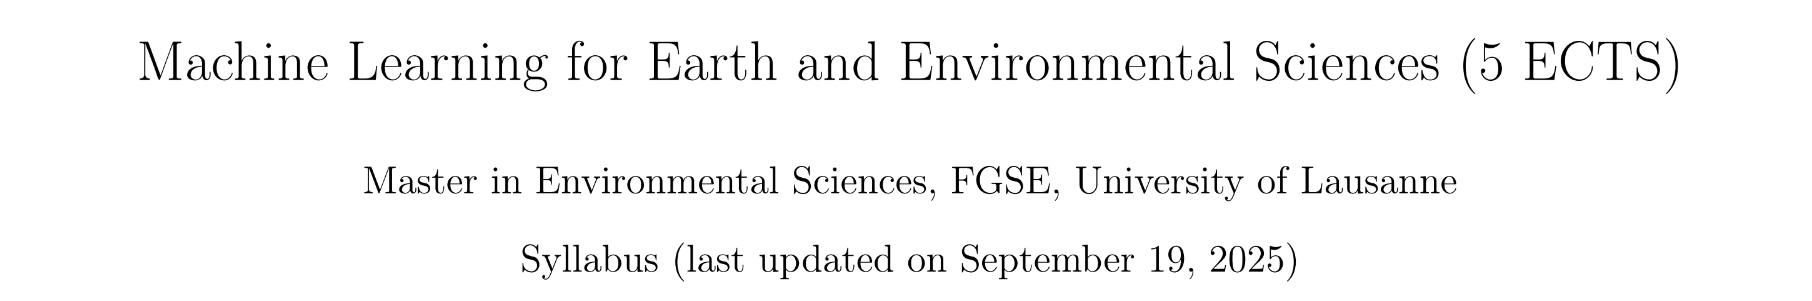 Machine Learning for Earth and Environmental Sciences (5 ECTS)
Master in Environmental Sciences, FGSE, University of Lausanne
Syllabus (last updated on September 19, 2025)